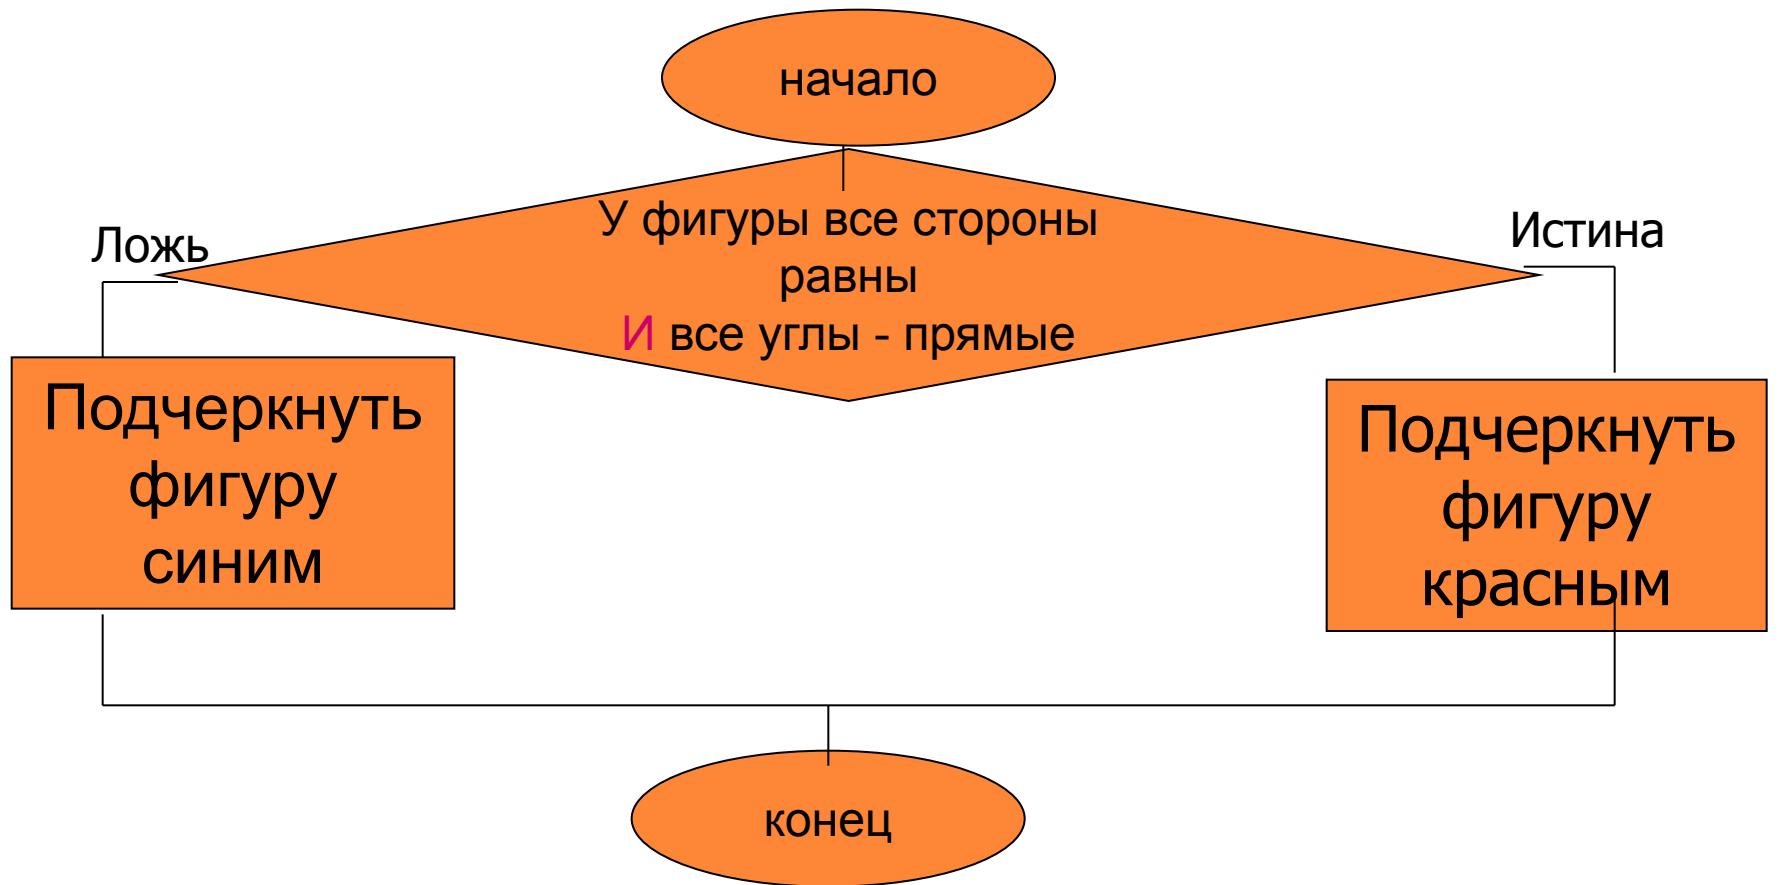 начало
У фигуры все стороны
равны
И все углы - прямые
Ложь
Истина
Подчеркнуть
фигуру
синим
Подчеркнуть
фигуру
красным
конец